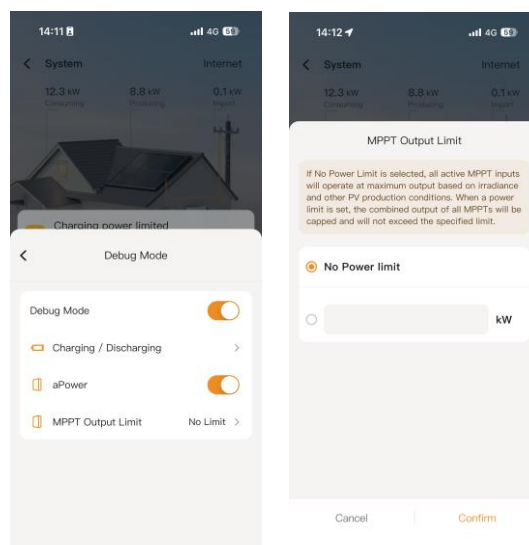 14:11
4G 69
System
Internet
12.3 kW
8.8 kW
0.1 kW
Consuming
Producing
Import
Charging power limited
Debug Mode
Debug Mode
Charging / Discharging
aPower
MPPT Output Limit
No Limit
14:12
4G 69
System
Internet
12.3 kW
8.8 kW
0.1 kW
Consuming
Producing
Import
MPPT Output Limit
If No Power Limit is selected, all active MPPT inputs
will operate at maximum output based on irradiance
and other PV production conditions. When a power
limit is set, the combined output of all MPPTs will be
capped and will not exceed the specified limit.
No Power limit
kW
Cancel
Confirm